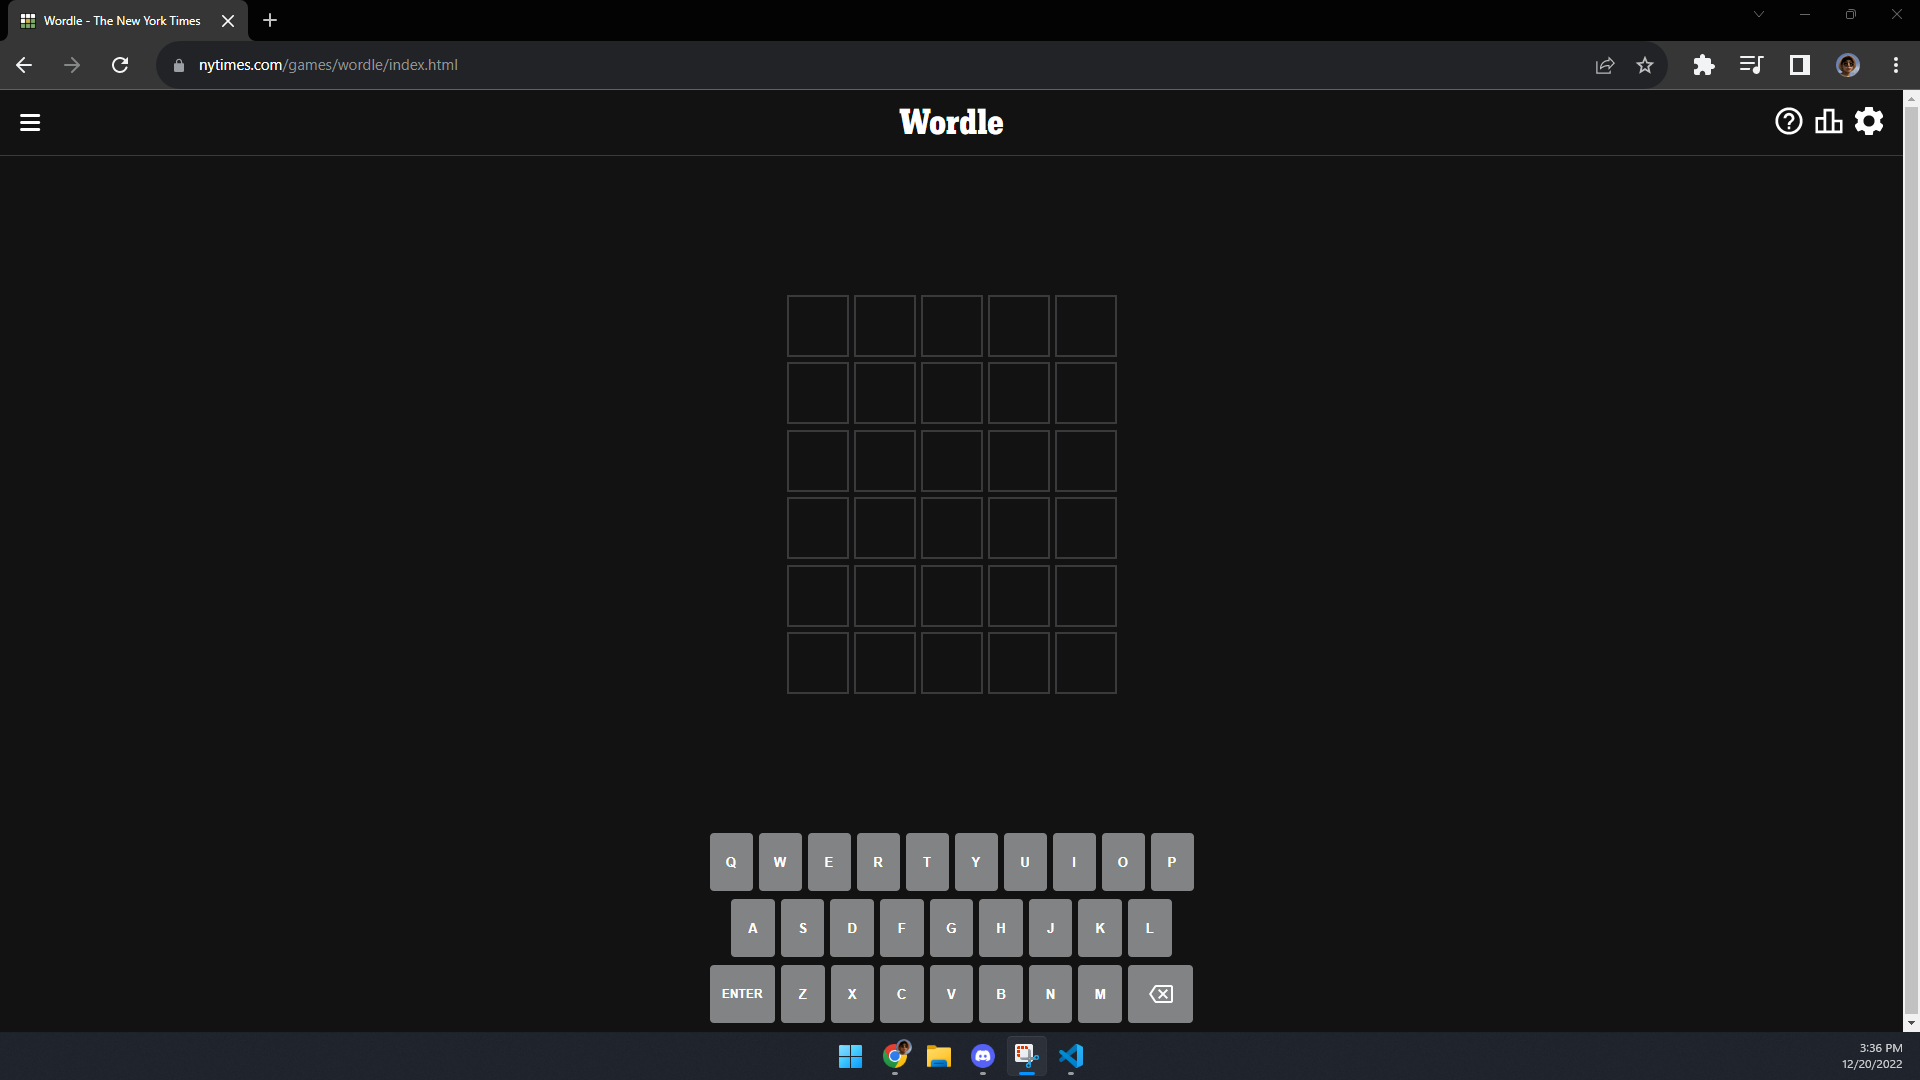 Wordle - The New York Times
nytimes.com/games/wordle/index.html
Wordle
Q W E R T Y U I O P
A S D F G H J K L
ENTER Z X C V B N M
3:36 PM
12/20/2022